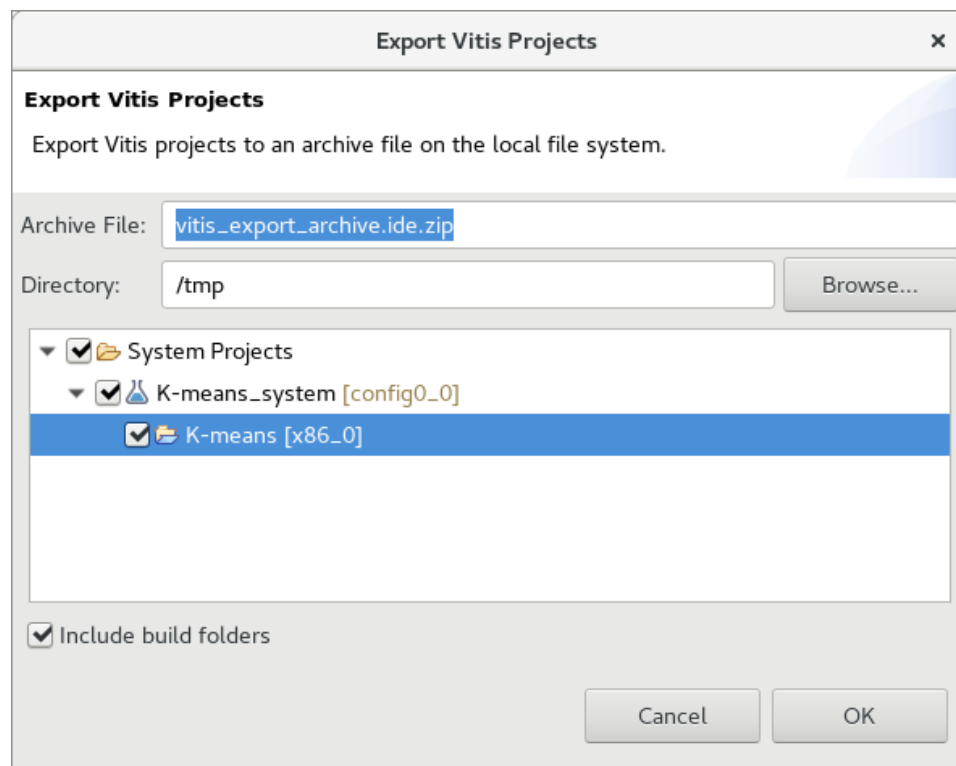 Export Vitis Projects
Export Vitis Projects
Export Vitis projects to an archive file on the local file system.
Archive File: vitis_export_archive.ide.zip
Directory: /tmp Browse...
System Projects
K-means_system [config0_0]
K-means [x86_0]
Include build folders
Cancel OK